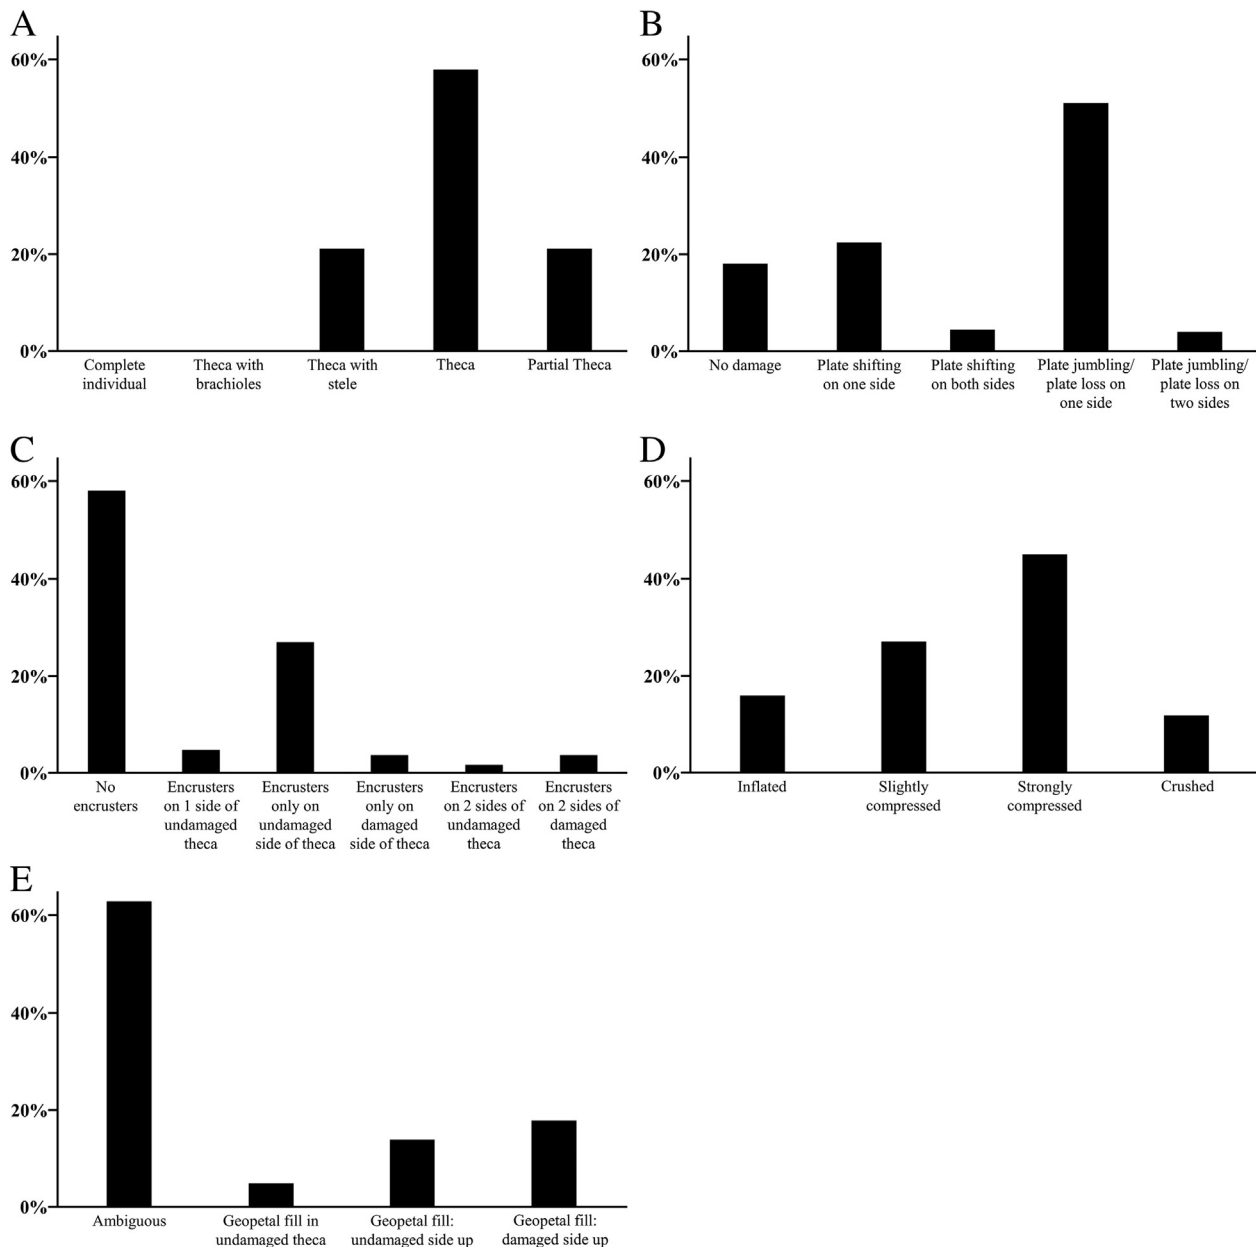 A
60%
40%
20%
0%
Complete
individual
Theca with
brachioles
Theca with
stele
Theca
Partial Theca
B
60%
40%
20%
0%
No damage
Plate shifting
on one side
Plate shifting
on both sides
Plate jumbling/
plate loss on
one side
Plate jumbling/
plate loss on
two sides
C
60%
40%
20%
0%
No
encrusters
Encrusters
on 1 side of
undamaged
theca
Encrusters
only on
undamaged
side of theca
Encrusters
only on
damaged
side of theca
Encrusters
on 2 sides of
undamaged
theca
Encrusters
on 2 sides of
damaged
theca
D
60%
40%
20%
0%
Inflated
Slightly
compressed
Strongly
compressed
Crushed
E
60%
40%
20%
0%
Ambiguous
Geopetal fill in
undamaged theca
Geopetal fill:
undamaged side up
Geopetal fill:
damaged side up